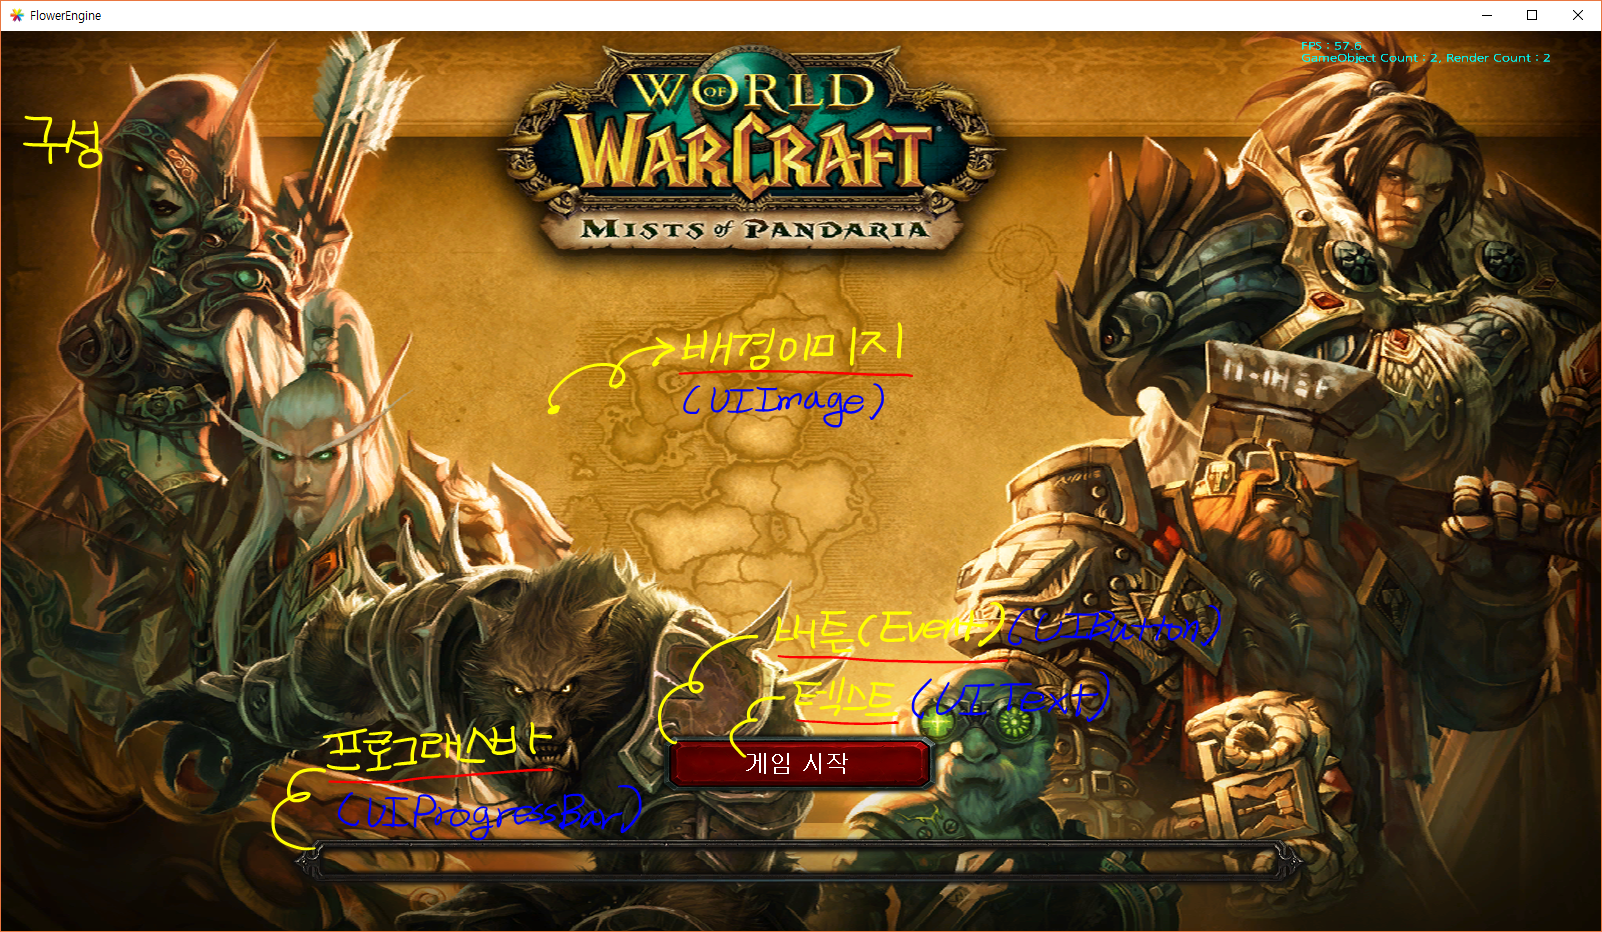 FlowerEngine
FPS : 57.6
GameObject Count : 2, Render Count : 2
WORLD
OF
WARCRAFT
MISTS of PANDARIA
구성
배경이미지
(UIImage)
버튼(Event)(UIButton)
텍스트 (UIText)
프로그래스바
(UIProgressBar)
게임 시작